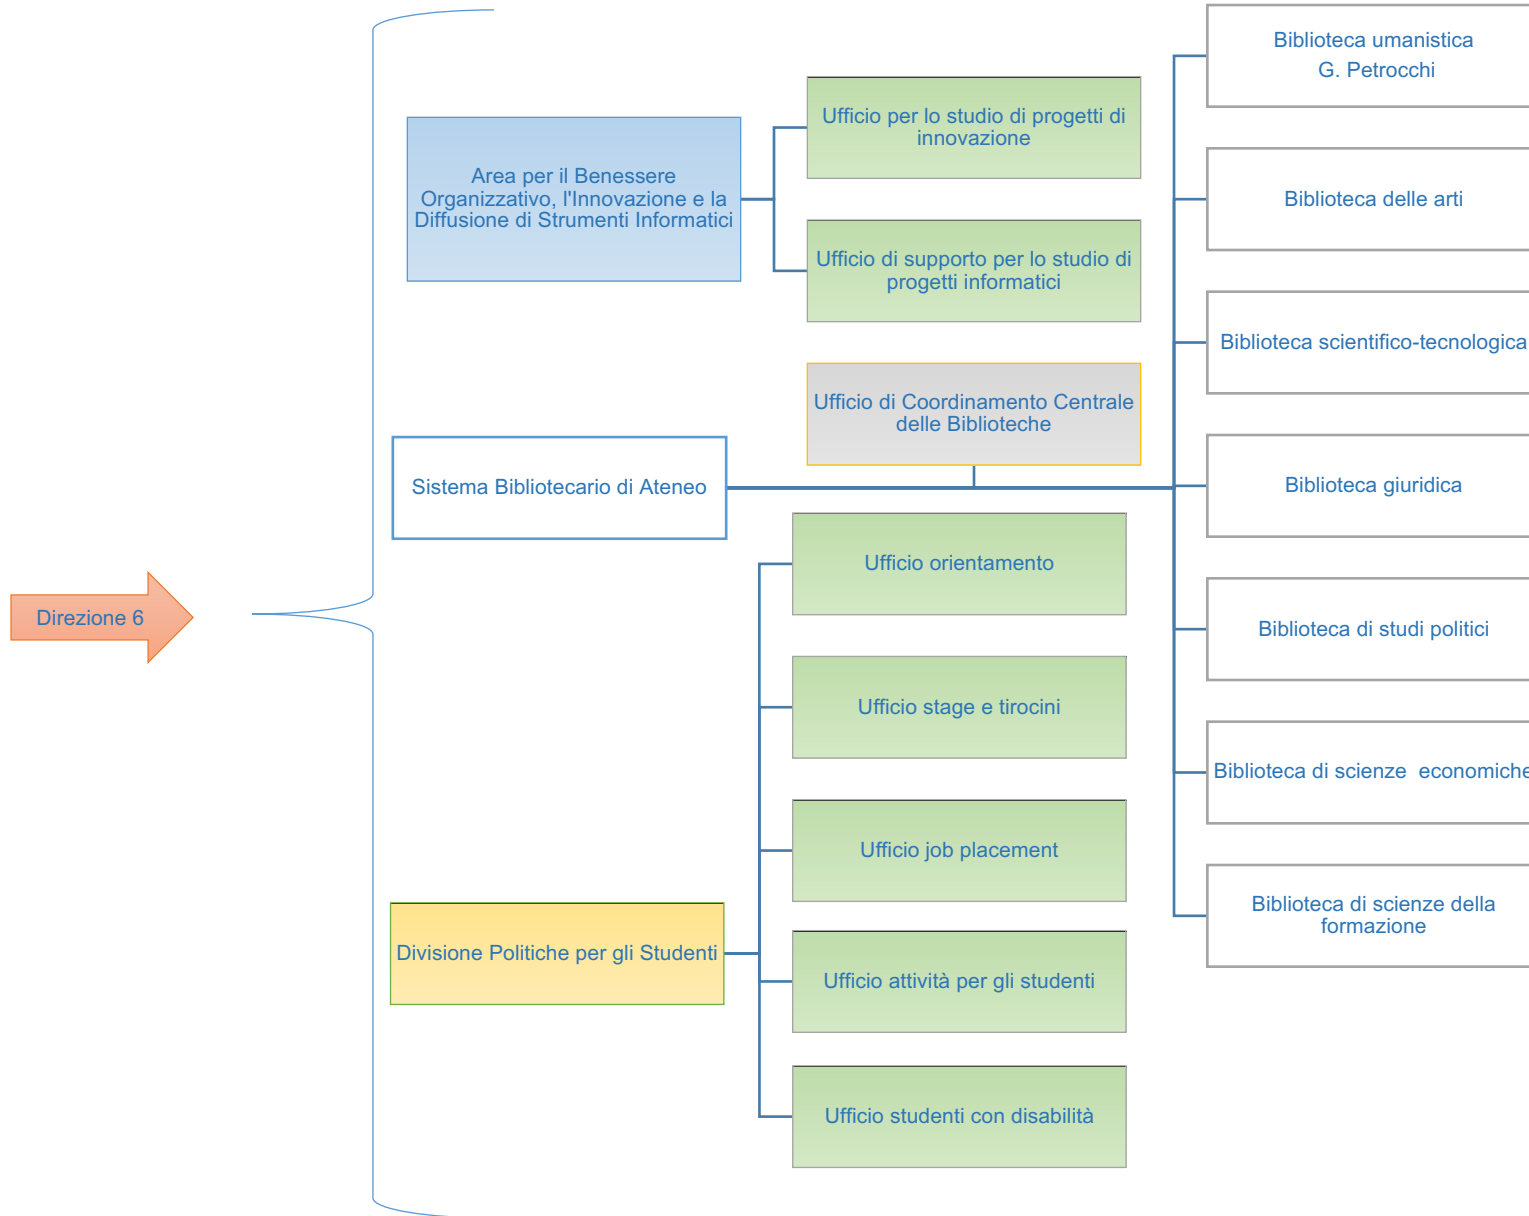 Direzione 6
Area per il Benessere
Organizzativo, l'Innovazione e la
Diffusione di Strumenti Informatici
Ufficio per lo studio di progetti di
innovazione
Ufficio di supporto per lo studio di
progetti informatici
Sistema Bibliotecario di Ateneo
Ufficio di Coordinamento Centrale
delle Biblioteche
Biblioteca umanistica
G. Petrocchi
Biblioteca delle arti
Biblioteca scientifico-tecnologica
Biblioteca giuridica
Biblioteca di studi politici
Biblioteca di scienze  economiche
Biblioteca di scienze della
formazione
Divisione Politiche per gli Studenti
Ufficio orientamento
Ufficio stage e tirocini
Ufficio job placement
Ufficio attività per gli studenti
Ufficio studenti con disabilità